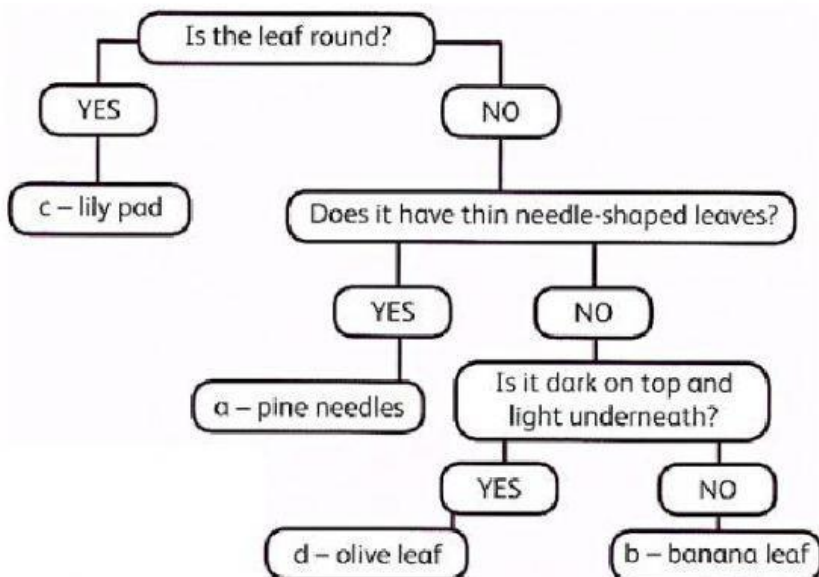 Is the leaf round?
YES
NO
c – lily pad
Does it have thin needle-shaped leaves?
YES
NO
a – pine needles
Is it dark on top and
light underneath?
YES
NO
d – olive leaf
b – banana leaf